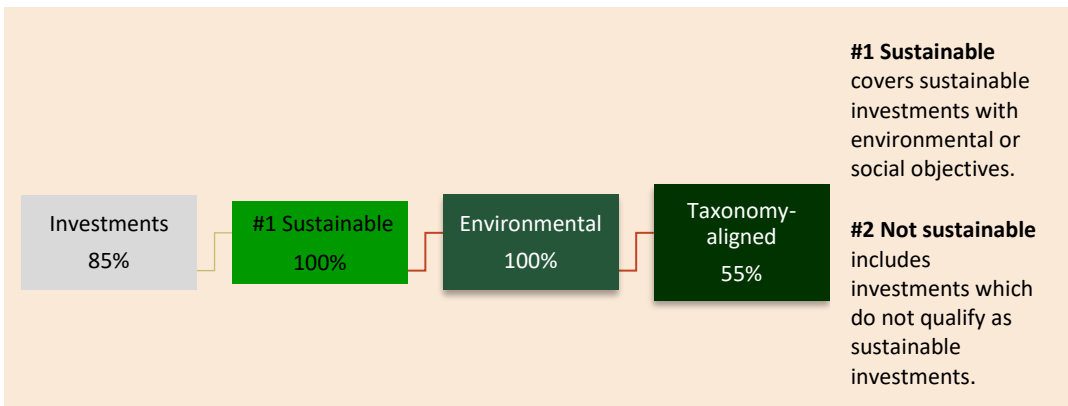 Investments
85%
#1 Sustainable
100%
Environmental
100%
Taxonomy-
aligned
55%
#1 Sustainable
covers sustainable
investments with
environmental or
social objectives.
#2 Not sustainable
includes
investments which
do not qualify as
sustainable
investments.